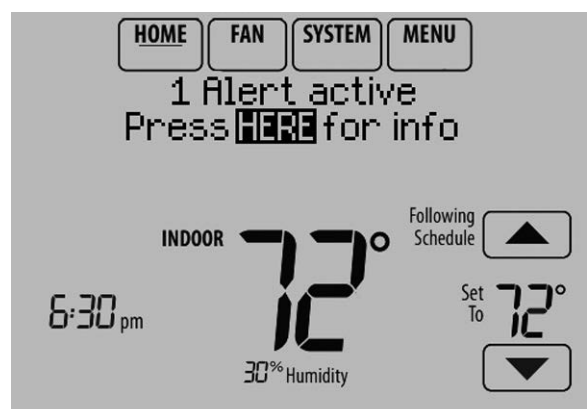 HOME FAN SYSTEM MENU
1 Alert active
Press HERE for info
Following
Schedule
INDOOR 72°
Set
To 72°
6:30 pm
30% Humidity